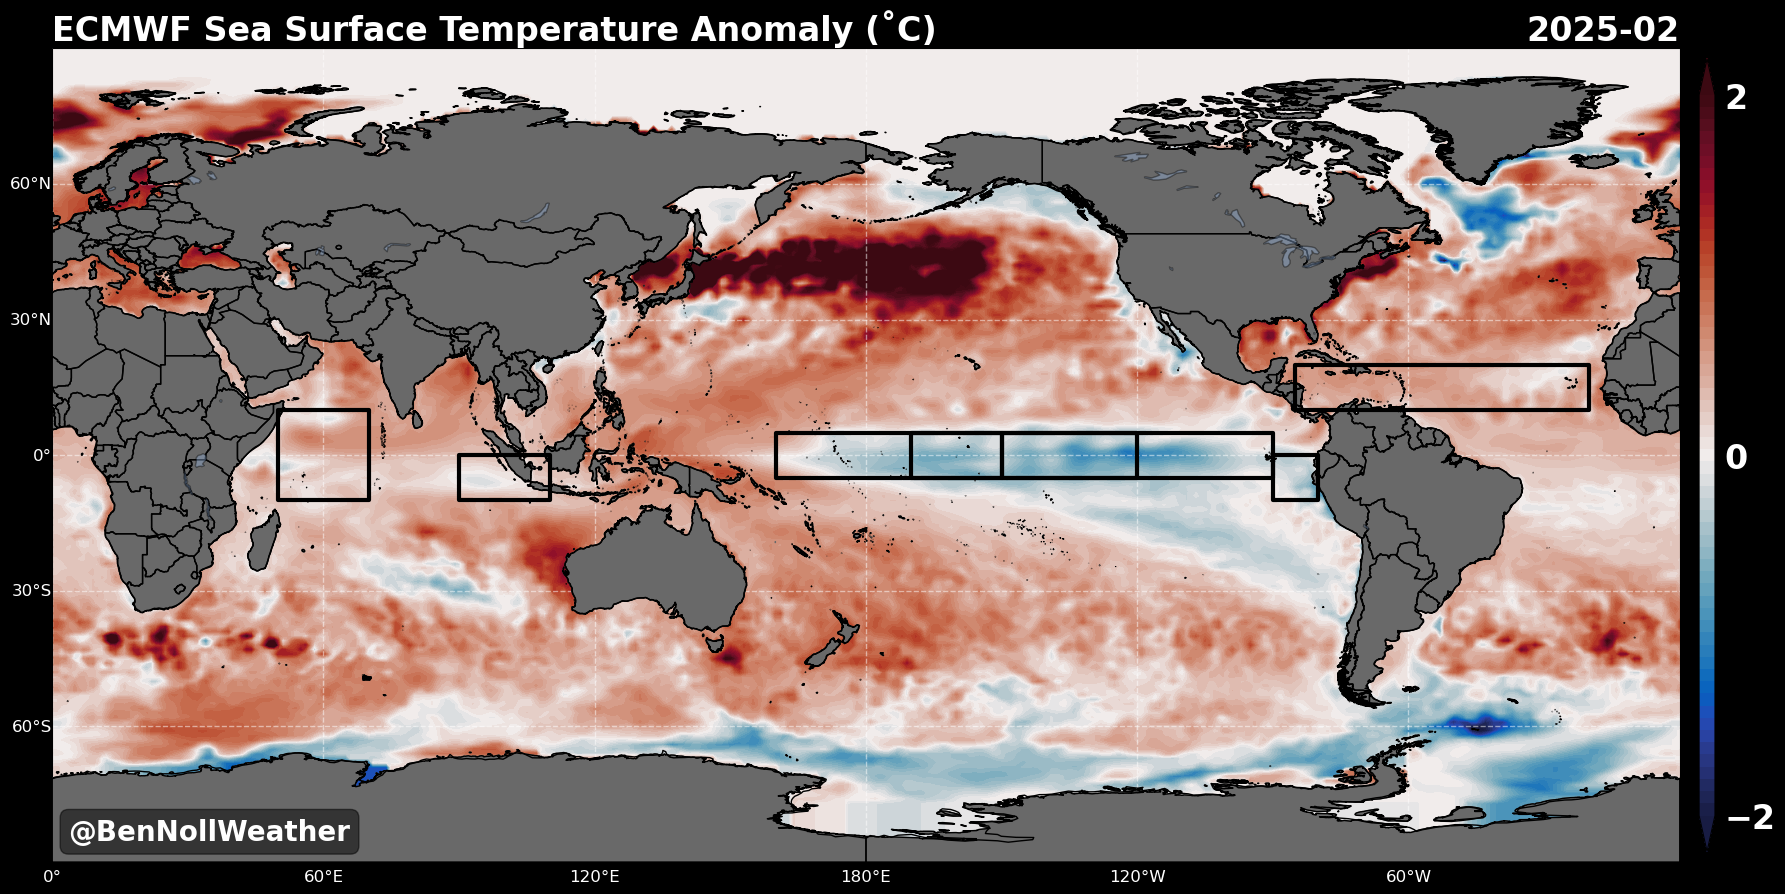 ECMWF Sea Surface Temperature Anomaly (˚C)
2025-02
2
0
−2
60°N
30°N
0°
30°S
60°S
@BenNollWeather
0°
60°E
120°E
180°E
120°W
60°W